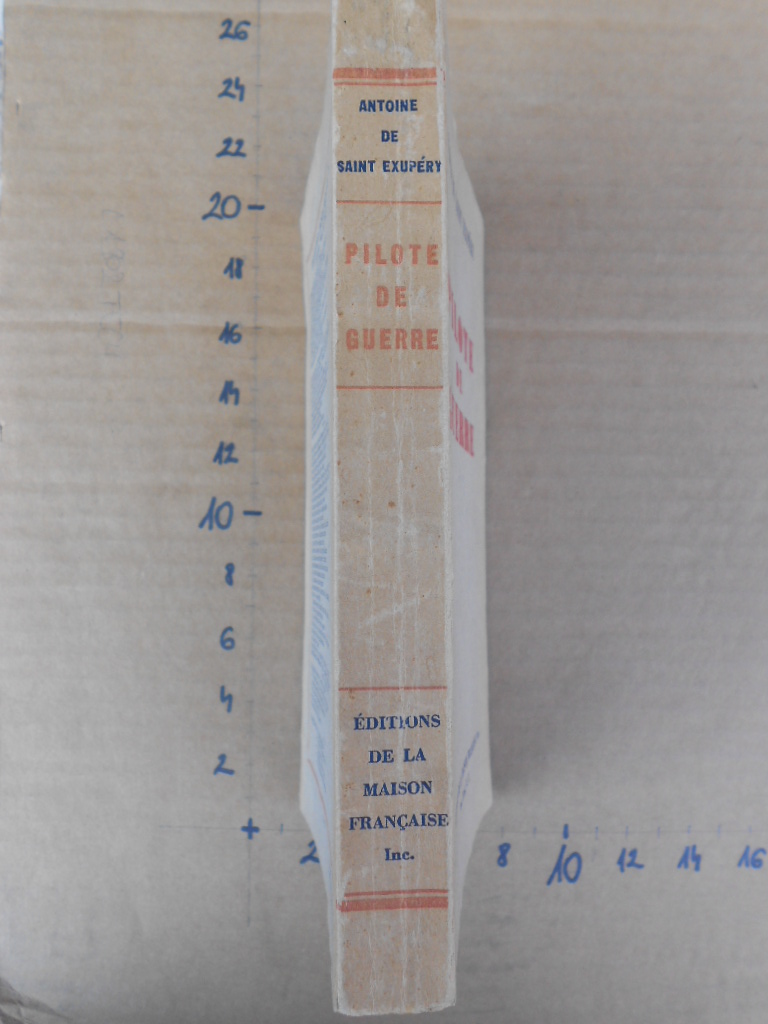 26
24
22
20
18
16
14
12
10
8
6
4
2
ANTOINE
DE
SAINT EXUPÉRY
PILOTE
DE
GUERRE
ÉDITIONS
DE LA
MAISON
FRANÇAISE
Inc.
2 8 10 12 14 16